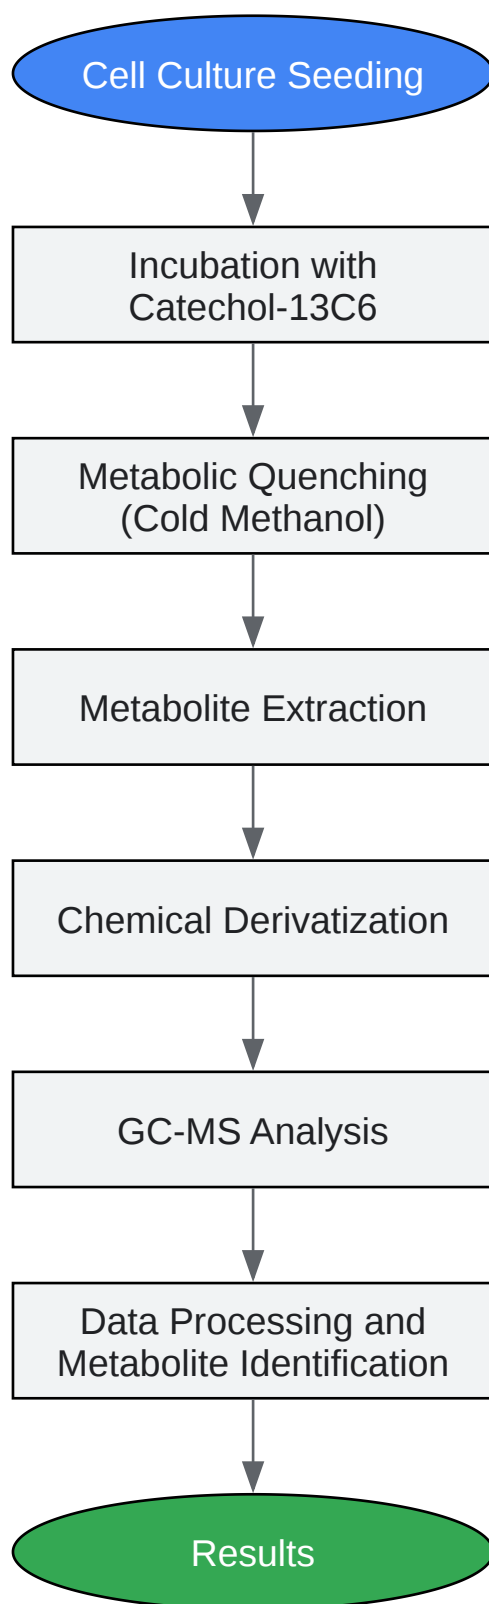 Cell Culture Seeding
Incubation with
Catechol-13C6
Metabolic Quenching
(Cold Methanol)
Metabolite Extraction
Chemical Derivatization
GC-MS Analysis
Data Processing and
Metabolite Identification
Results